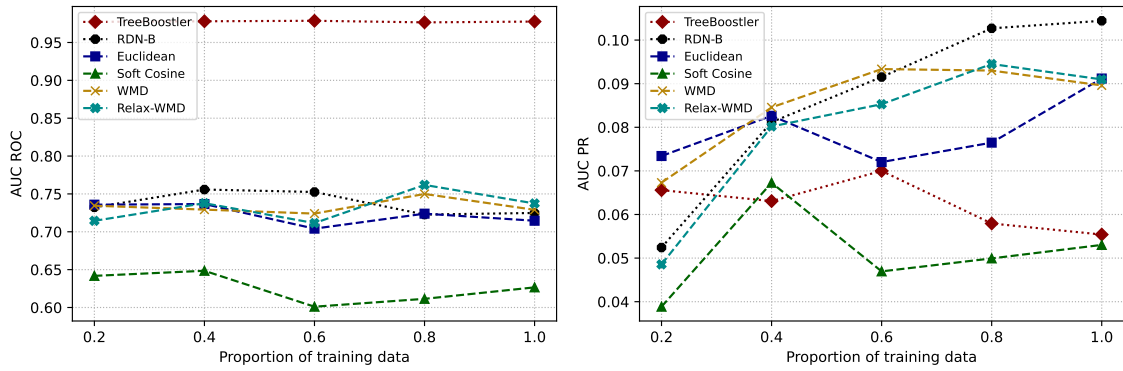 TreeBoostler
RDN-B
Euclidean
Soft Cosine
WMD
Relax-WMD
0.95
0.90
0.85
0.80
0.75
0.70
0.65
0.60
AUC ROC
0.2 0.4 0.6 0.8 1.0
Proportion of training data
TreeBoostler
RDN-B
Euclidean
Soft Cosine
WMD
Relax-WMD
0.10
0.09
0.08
0.07
0.06
0.05
0.04
AUC PR
0.2 0.4 0.6 0.8 1.0
Proportion of training data